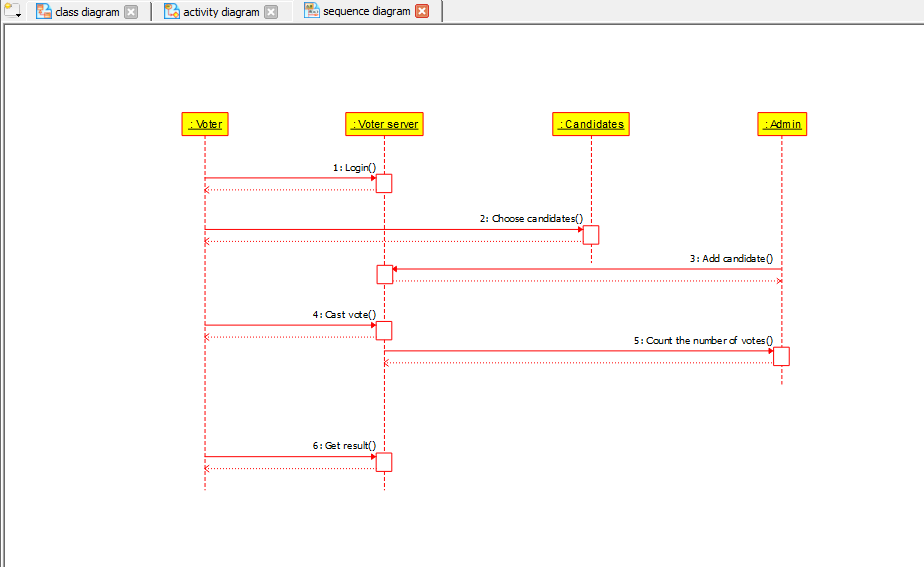 class diagram
activity diagram
sequence diagram
: Voter
: Voter server
: Candidates
: Admin
1: Login()
2: Choose candidates()
3: Add candidate()
4: Cast vote()
5: Count the number of votes()
6: Get result()